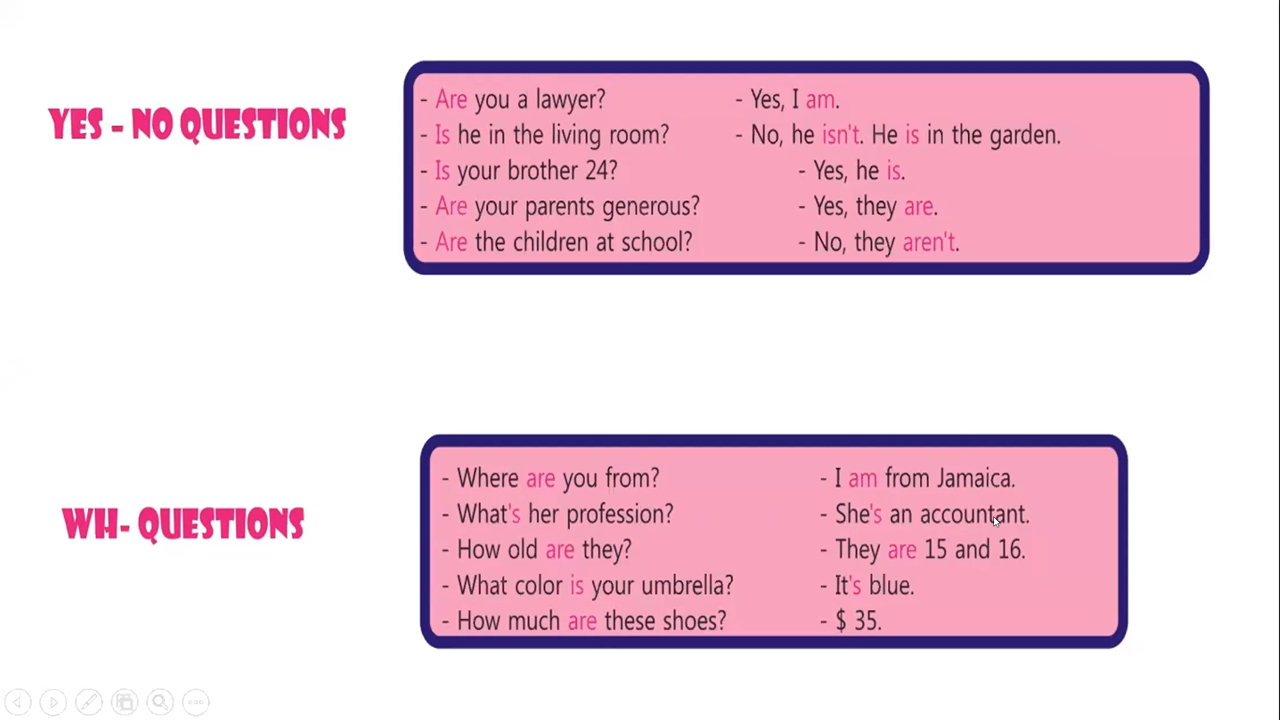 YES - NO QUESTIONS
- Are you a lawyer? - Yes, I am.
- Is he in the living room? - No, he isn't. He is in the garden.
- Is your brother 24? - Yes, he is.
- Are your parents generous? - Yes, they are.
- Are the children at school? - No, they aren't.
WH- QUESTIONS
- Where are you from? - I am from Jamaica.
- What's her profession? - She's an accountant.
- How old are they? - They are 15 and 16.
- What color is your umbrella? - It's blue.
- How much are these shoes? - $ 35.